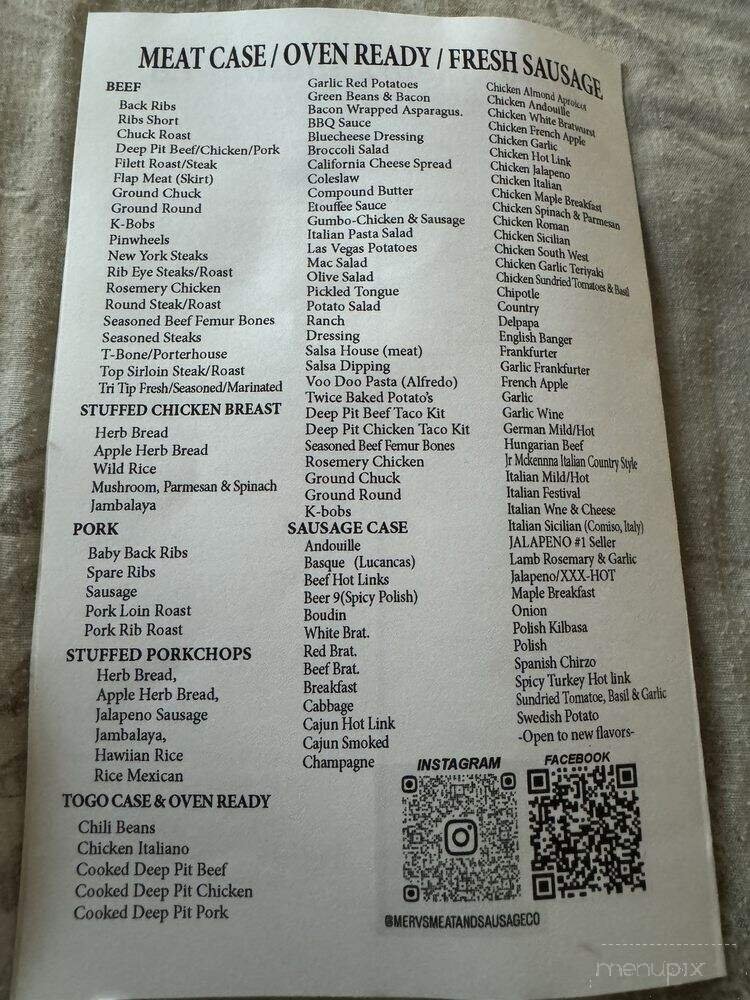 MEAT CASE / OVEN READY / FRESH SAUSAGE
BEEF
Back Ribs
Ribs Short
Chuck Roast
Deep Pit Beef/Chicken/Pork
Filett Roast/Steak
Flap Meat (Skirt)
Ground Chuck
Ground Round
K-Bobs
Pinwheels
New York Steaks
Rib Eye Steaks/Roast
Rosemery Chicken
Round Steak/Roast
Seasoned Beef Femur Bones
Seasoned Steaks
T-Bone/Porterhouse
Top Sirloin Steak/Roast
Tri Tip Fresh/Seasoned/Marinated
STUFFED CHICKEN BREAST
Herb Bread
Apple Herb Bread
Wild Rice
Mushroom, Parmesan & Spinach
Jambalaya
PORK
Baby Back Ribs
Spare Ribs
Sausage
Pork Loin Roast
Pork Rib Roast
STUFFED PORKCHOPS
Herb Bread,
Apple Herb Bread,
Jalapeno Sausage
Jambalaya,
Hawiian Rice
Rice Mexican
TOGO CASE & OVEN READY
Chili Beans
Chicken Italiano
Cooked Deep Pit Beef
Cooked Deep Pit Chicken
Cooked Deep Pit Pork
Garlic Red Potatoes
Green Beans & Bacon
Bacon Wrapped Asparagus.
BBQ Sauce
Bluecheese Dressing
Broccoli Salad
California Cheese Spread
Coleslaw
Compound Butter
Etouffee Sauce
Gumbo-Chicken & Sausage
Italian Pasta Salad
Las Vegas Potatoes
Mac Salad
Olive Salad
Pickled Tongue
Potato Salad
Ranch
Dressing
Salsa House (meat)
Salsa Dipping
Voo Doo Pasta (Alfredo)
Twice Baked Potato's
Deep Pit Beef Taco Kit
Deep Pit Chicken Taco Kit
Seasoned Beef Femur Bones
Rosemery Chicken
Ground Chuck
Ground Round
K-bobs
SAUSAGE CASE
Andouille
Basque (Lucancas)
Beef Hot Links
Beer 9(Spicy Polish)
Boudin
White Brat.
Red Brat.
Beef Brat.
Breakfast
Cabbage
Cajun Hot Link
Cajun Smoked
Champagne
Chicken Almond Aproicot
Chicken Andouille
Chicken White Bratwurst
Chicken French Apple
Chicken Garlic
Chicken Hot Link
Chicken Jalapeno
Chicken Italian
Chicken Maple Breakfast
Chicken Spinach & Parmesan
Chicken Roman
Chicken Sicilian
Chicken South West
Chicken Garlic Teriyaki
Chicken Sundried Tomatoes & Basil
Chipotle
Country
Delpapa
English Banger
Frankfurter
Garlic Frankfurter
French Apple
Garlic
Garlic Wine
German Mild/Hot
Hungarian Beef
Jr Mckennna Italian Country Style
Italian Mild/Hot
Italian Festival
Italian Wne & Cheese
Italian Sicilian (Comiso, Italy)
JALAPENO #1 Seller
Lamb Rosemary & Garlic
Jalapeno/XXX-HOT
Maple Breakfast
Onion
Polish Kilbasa
Polish
Spanish Chirzo
Spicy Turkey Hot link
Sundried Tomatoe, Basil & Garlic
Swedish Potato
-Open to new flavors-
INSTAGRAM
FACEBOOK
@MERVSMEATANDSAUSAGECO
menupix